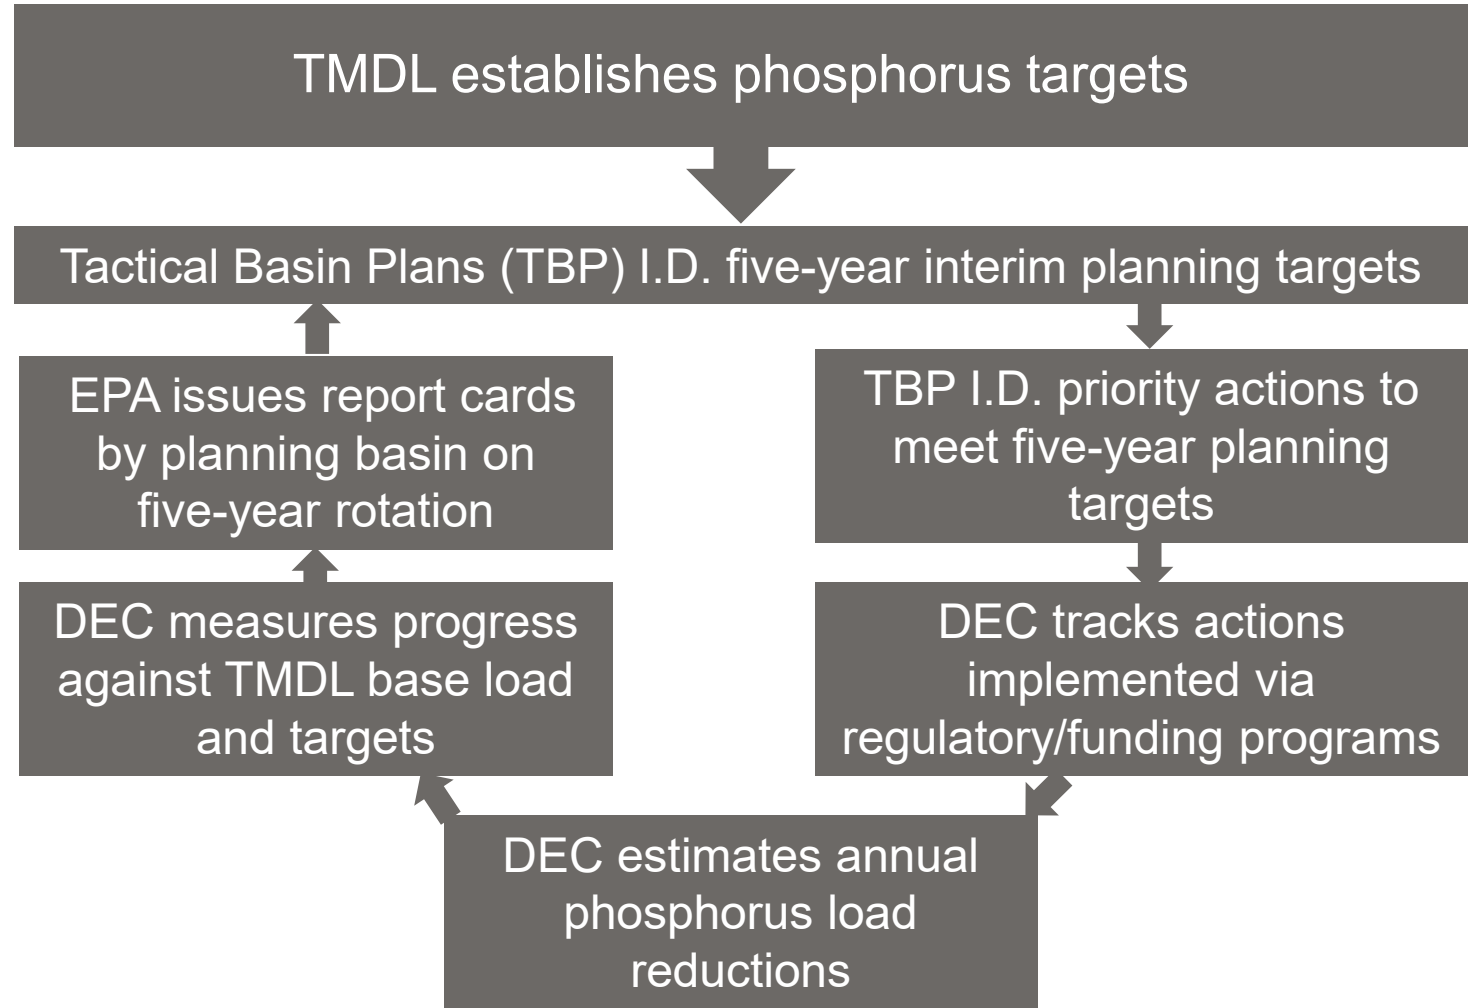 TMDL establishes phosphorus targets
Tactical Basin Plans (TBP) I.D. five-year interim planning targets
EPA issues report cards
by planning basin on
five-year rotation
TBP I.D. priority actions to
meet five-year planning
targets
DEC measures progress
against TMDL base load
and targets
DEC tracks actions
implemented via
regulatory/funding programs
DEC estimates annual
phosphorus load
reductions